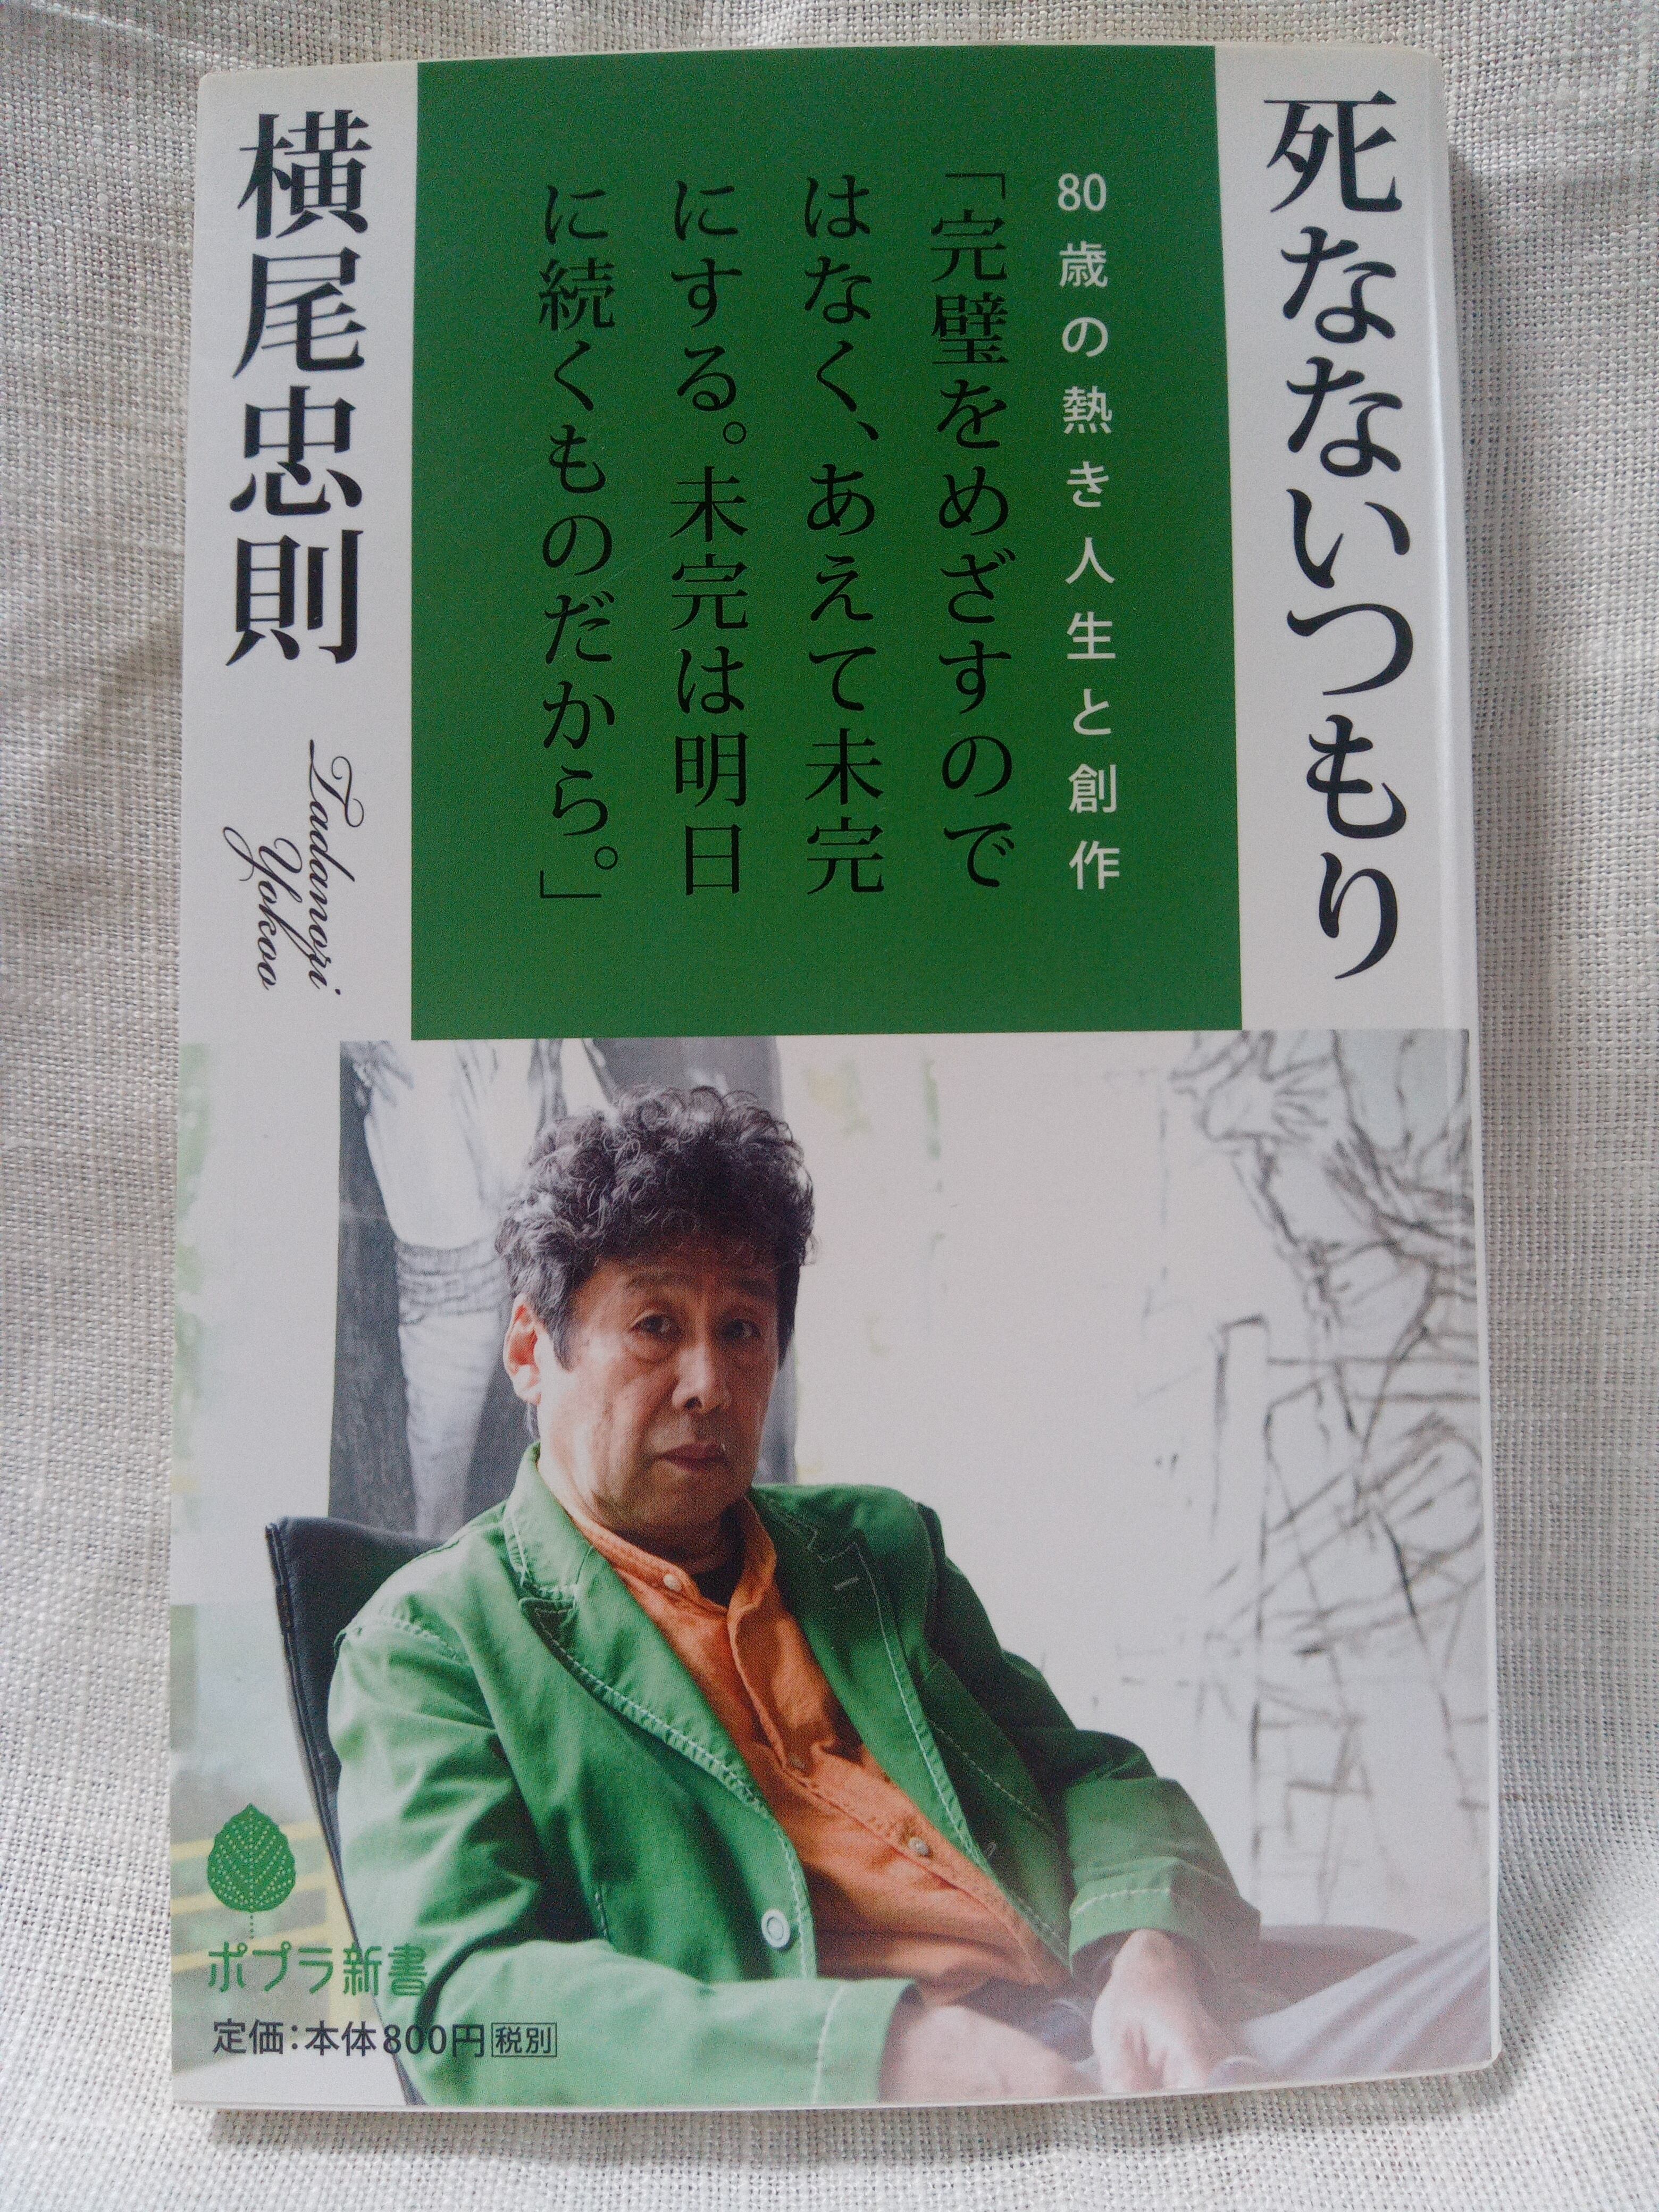 死なないつもり
80歳の熱き人生と創作
「完璧をめざすので
はなく、あえて未完
にする。未完は明日
に続くものだから。」
横尾忠則
Tadanori
Yokoo
ポプラ新書
定価：本体800円 税別